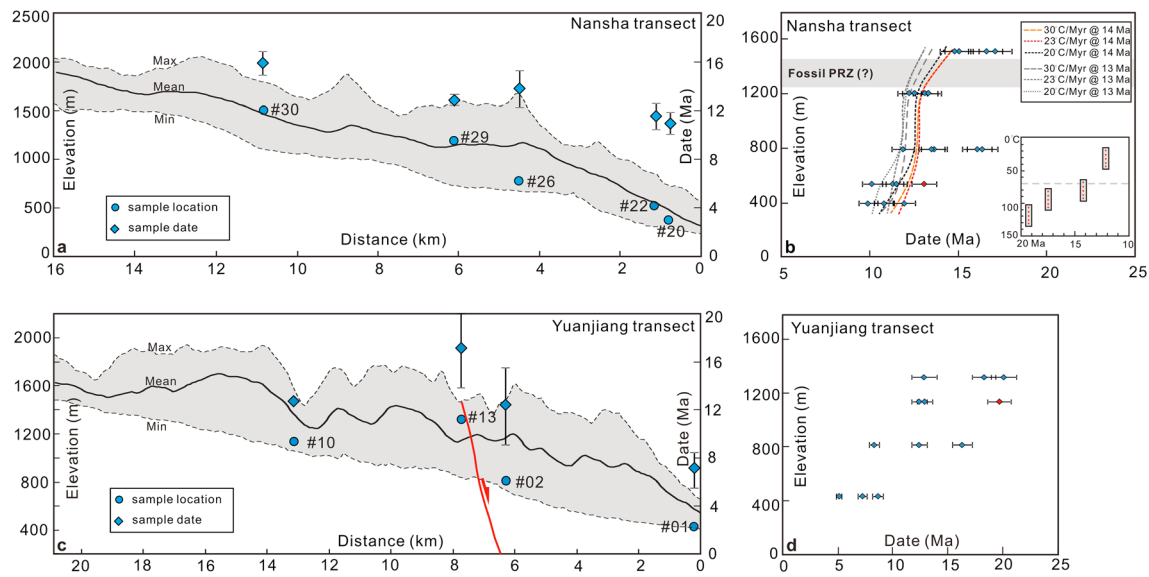 2500
2000
1500
1000
500
0
Elevation (m)
Nansha transect
Max
Mean
Min
#30
#29
#26
#22
#20
sample location
sample date
a
Distance (km)
16
14
12
10
8
6
4
2
0
20
16
12
8
4
0
Date (Ma)
Nansha transect
1600
1200
800
400
0
Elevation (m)
Fossil PRZ (?)
30 C/Myr @ 14 Ma
23 C/Myr @ 14 Ma
20 C/Myr @ 14 Ma
30 C/Myr @ 13 Ma
23 C/Myr @ 13 Ma
20 C/Myr @ 13 Ma
0°C
50
100
150
20 Ma
15
10
b
Date (Ma)
5
10
15
20
25
2000
1600
1200
800
400
Elevation (m)
Yuanjiang transect
Max
Mean
Min
#10
#13
#02
#01
sample location
sample date
c
Distance (km)
20
18
16
14
12
10
8
6
4
2
0
20
16
12
8
4
0
Date (Ma)
Yuanjiang transect
1600
1200
800
400
0
Elevation (m)
d
Date (Ma)
0
5
10
15
20
25